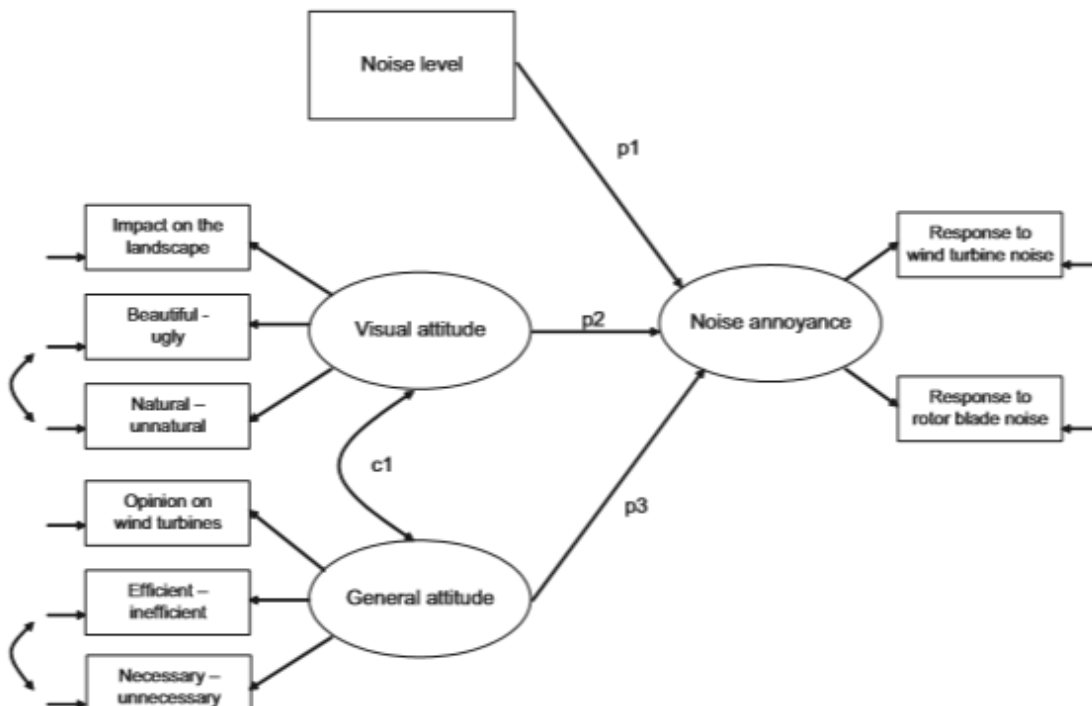 Noise level
p1
Impact on the
landscape
Beautiful -
ugly
Natural –
unnatural
Visual attitude
p2
Noise annoyance
Response to
wind turbine noise
Response to
rotor blade noise
c1
p3
Opinion on
wind turbines
Efficient –
inefficient
Necessary –
unnecessary
General attitude